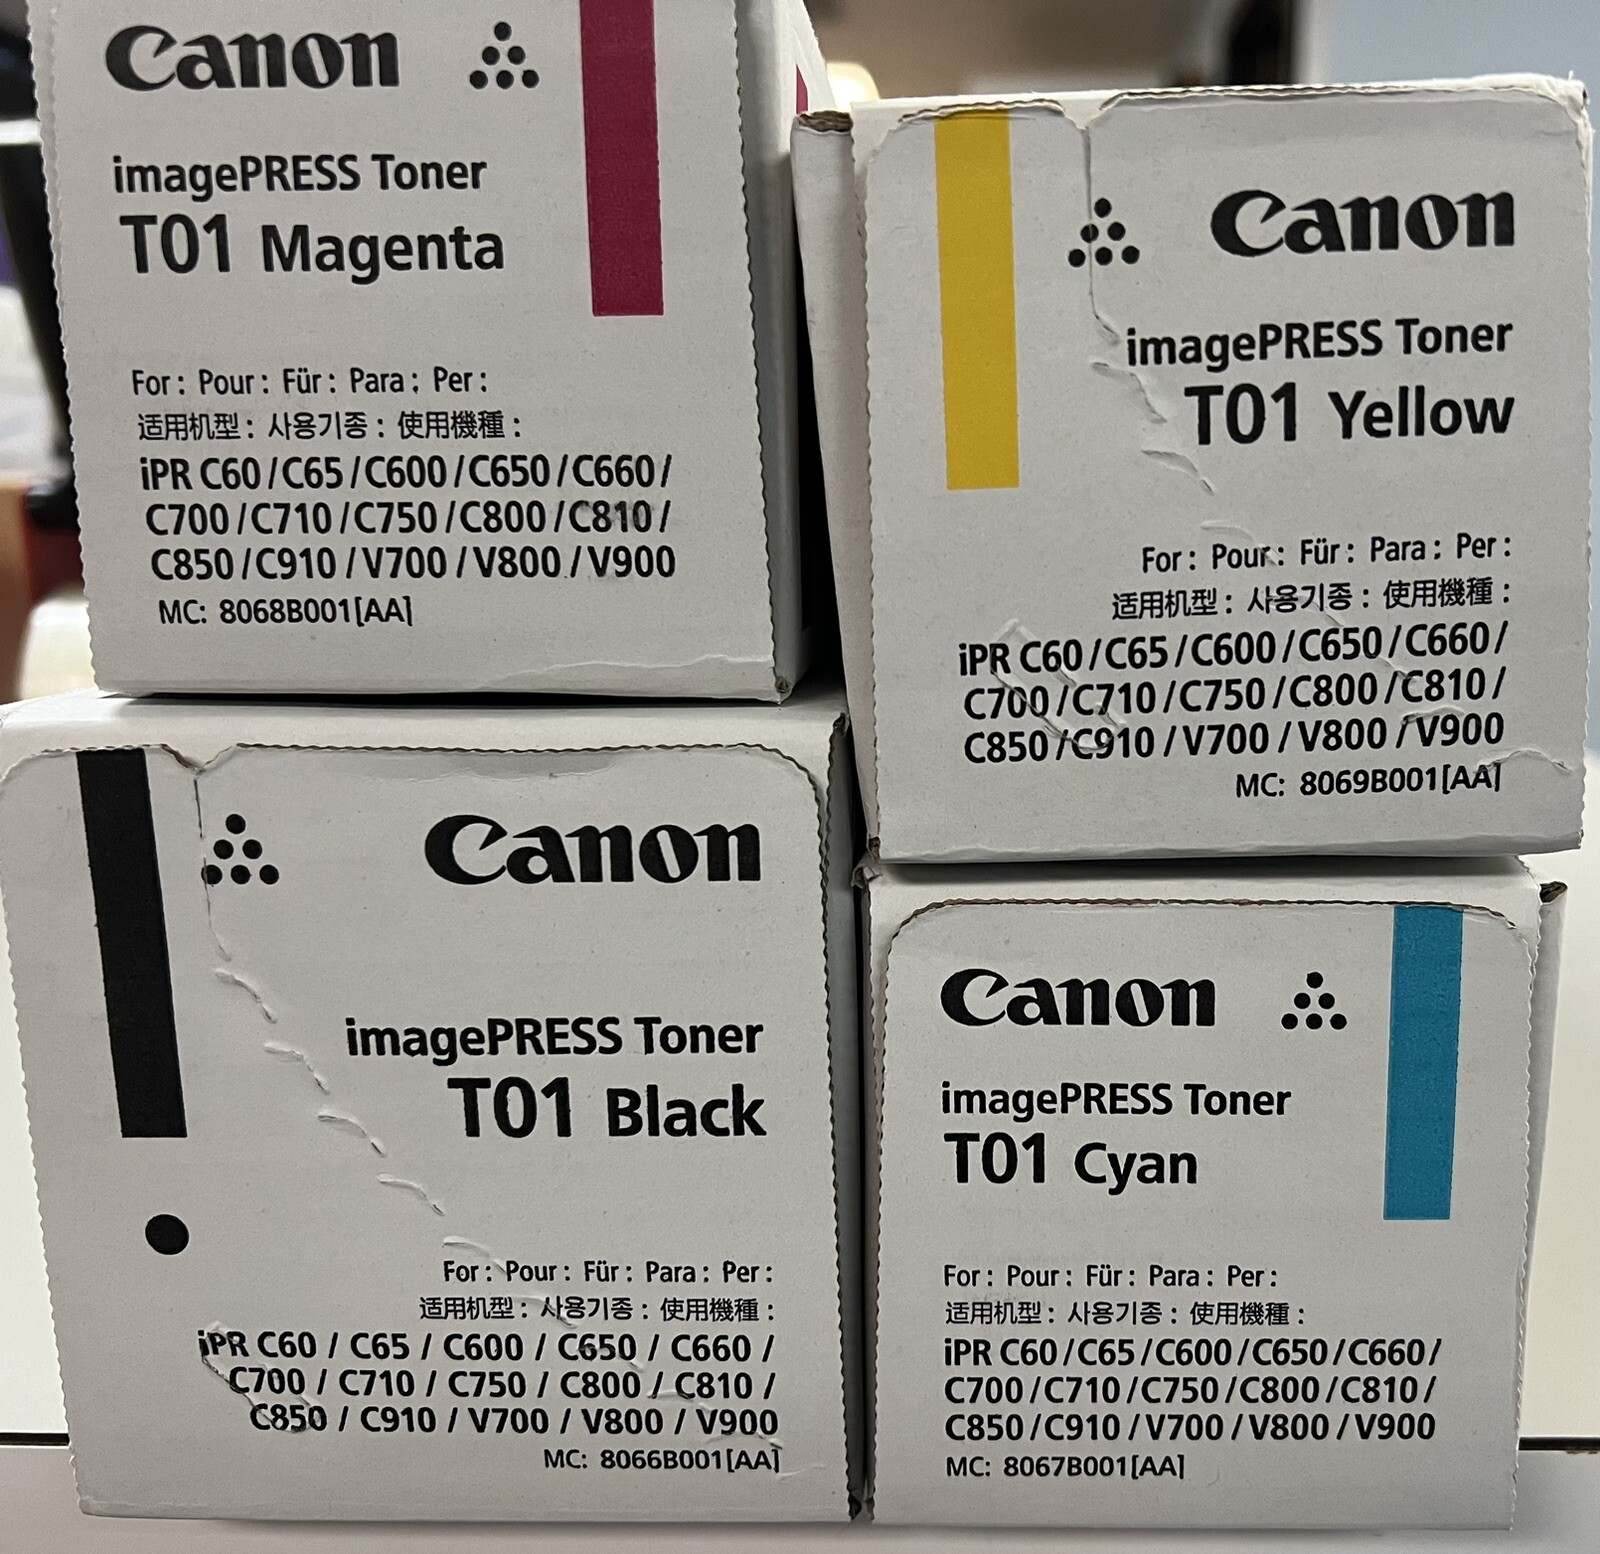 Canon
imagePRESS Toner
T01 Magenta
For : Pour : Für : Para : Per :
适用机型 : 사용기종 : 使用機種 :
iPR C60 / C65 / C600 / C650 / C660 /
C700 / C710 / C750 / C800 / C810 /
C850 / C910 / V700 / V800 / V900
MC: 8068B001[AA]
Canon
imagePRESS Toner
T01 Yellow
For : Pour : Für : Para : Per :
适用机型 : 사용기종 : 使用機種 :
iPR C60 / C65 / C600 / C650 / C660 /
C700 / C710 / C750 / C800 / C810 /
C850 / C910 / V700 / V800 / V900
MC: 8069B001[AA]
Canon
imagePRESS Toner
T01 Black
For : Pour : Für : Para : Per :
适用机型 : 사용기종 : 使用機種 :
iPR C60 / C65 / C600 / C650 / C660 /
C700 / C710 / C750 / C800 / C810 /
C850 / C910 / V700 / V800 / V900
MC: 8066B001[AA]
Canon
imagePRESS Toner
T01 Cyan
For : Pour : Für : Para : Per :
适用机型 : 사용기종 : 使用機種 :
iPR C60 / C65 / C600 / C650 / C660 /
C700 / C710 / C750 / C800 / C810 /
C850 / C910 / V700 / V800 / V900
MC: 8067B001[AA]